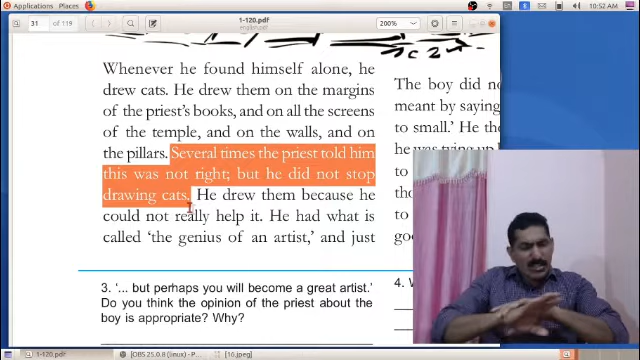 Applications Places
10:52 AM
1-120.pdf
31 of 119
200%
Whenever he found himself alone, he
drew cats. He drew them on the margins
of the priest's books, and on all the screens
of the temple, and on the walls, and on
the pillars. Several times the priest told him
this was not right; but he did not stop
drawing cats. He drew them because he
could not really help it. He had what is
called 'the genius of an artist,' and just
3. '... but perhaps you will become a great artist.'
Do you think the opinion of the priest about the
boy is appropriate? Why?
The boy did no
meant by saying
to small.' He the
he was tying up
to tho
to
goo
4. W
1-120.pdf
OBS 25.0.8 (linux) - P
[16.jpeg]